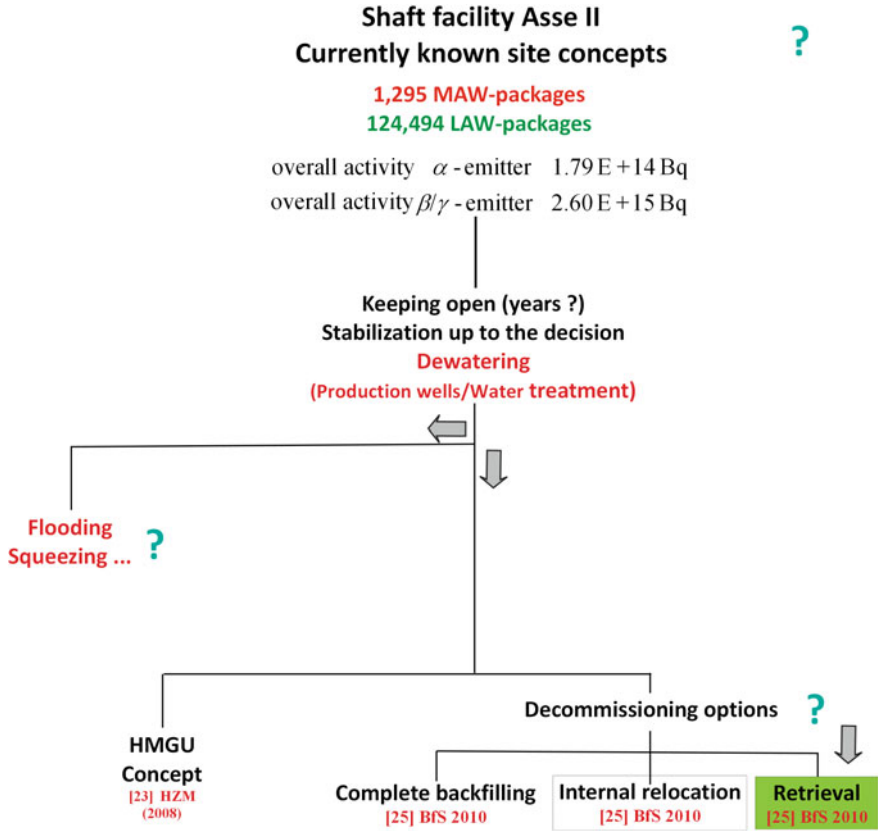 Shaft facility Asse II
Currently known site concepts
?
1,295 MAW-packages
124,494 LAW-packages
overall activity α - emitter 1.79 E +14 Bq
overall activity β/γ - emitter 2.60 E +15 Bq
Keeping open (years ?)
Stabilization up to the decision
Dewatering
(Production wells/Water treatment)
Flooding
Squeezing ...
?
HMGU
Concept
[23] HZM
(2008)
Decommissioning options
?
Complete backfilling
[25] BfS 2010
Internal relocation
[25] BfS 2010
Retrieval
[25] BfS 2010